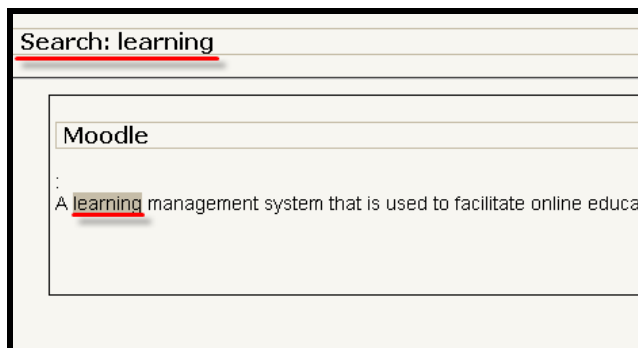 Search: learning
Moodle
:
A learning management system that is used to facilitate online educa